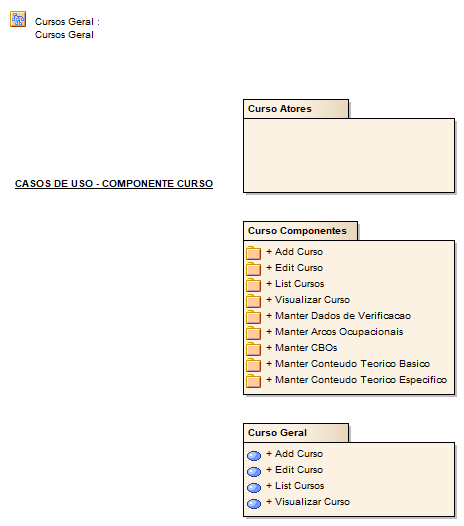 Cursos Geral :
Cursos Geral
Curso Atores
CASOS DE USO - COMPONENTE CURSO
Curso Componentes
+ Add Curso
+ Edit Curso
+ List Cursos
+ Visualizar Curso
+ Manter Dados de Verificacao
+ Manter Arcos Ocupacionais
+ Manter CBOs
+ Manter Conteudo Teorico Basico
+ Manter Conteudo Teorico Especifico
Curso Geral
+ Add Curso
+ Edit Curso
+ List Cursos
+ Visualizar Curso